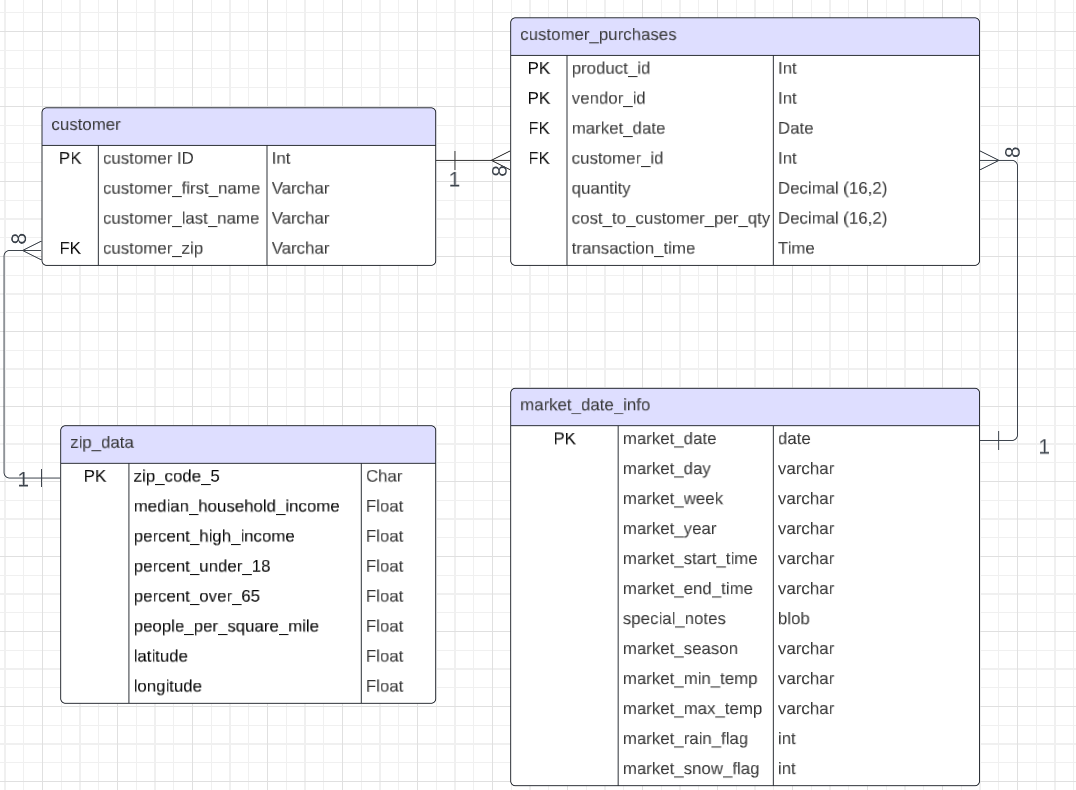 customer_purchases
PK product_id Int
PK vendor_id Int
FK market_date Date
FK customer_id Int
quantity Decimal (16,2)
cost_to_customer_per_qty Decimal (16,2)
transaction_time Time
customer
PK customer ID Int
customer_first_name Varchar
customer_last_name Varchar
FK customer_zip Varchar
1
8
8
8
zip_data
PK zip_code_5 Char
median_household_income Float
percent_high_income Float
percent_under_18 Float
percent_over_65 Float
people_per_square_mile Float
latitude Float
longitude Float
1
market_date_info
PK market_date date
market_day varchar
market_week varchar
market_year varchar
market_start_time varchar
market_end_time varchar
special_notes blob
market_season varchar
market_min_temp varchar
market_max_temp varchar
market_rain_flag int
market_snow_flag int
1